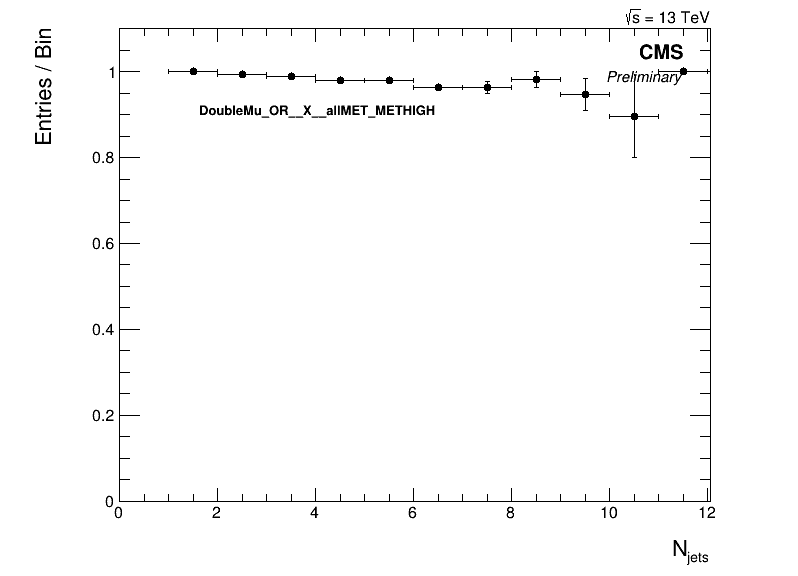 √s = 13 TeV
Entries / Bin
CMS
Preliminary
DoubleMu_OR__X__allMET_METHIGH
1
0.8
0.6
0.4
0.2
0
0 2 4 6 8 10 12
Njets